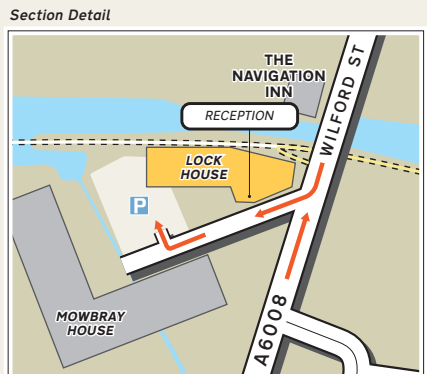 Section Detail
THE
NAVIGATION
INN
WILFORD ST
RECEPTION
LOCK
HOUSE
P
MOWBRAY
HOUSE
A6008